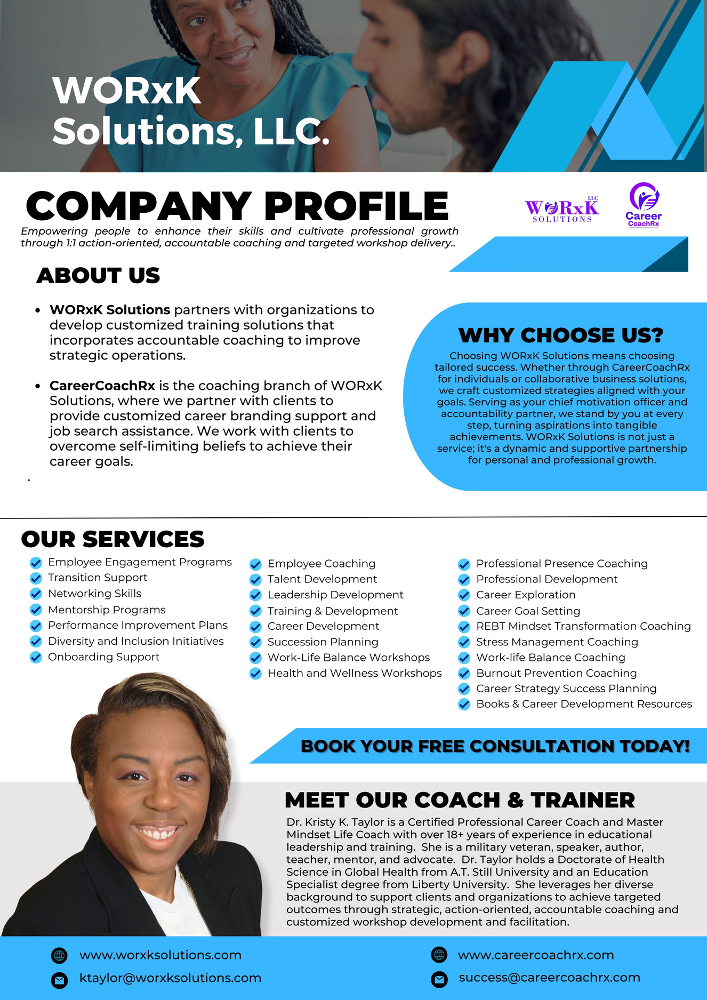 WORxK
Solutions, LLC.
COMPANY PROFILE
Empowering people to enhance their skills and cultivate professional growth
through 1:1 action-oriented, accountable coaching and targeted workshop delivery..
LLC
WORxK
SOLUTIONS
Career
CoachRx
ABOUT US
• WORxK Solutions partners with organizations to
develop customized training solutions that
incorporates accountable coaching to improve
strategic operations.
• CareerCoachRx is the coaching branch of WORxK
Solutions, where we partner with clients to
provide customized career branding support and
job search assistance. We work with clients to
overcome self-limiting beliefs to achieve their
career goals.
.
WHY CHOOSE US?
Choosing WORxK Solutions means choosing
tailored success. Whether through CareerCoachRx
for individuals or collaborative business solutions,
we craft customized strategies aligned with your
goals. Serving as your chief motivation officer and
accountability partner, we stand by you at every
step, turning aspirations into tangible
achievements. WORxK Solutions is not just a
service; it's a dynamic and supportive partnership
for personal and professional growth.
OUR SERVICES
Employee Engagement Programs
Transition Support
Networking Skills
Mentorship Programs
Performance Improvement Plans
Diversity and Inclusion Initiatives
Onboarding Support
Employee Coaching
Talent Development
Leadership Development
Training & Development
Career Development
Succession Planning
Work-Life Balance Workshops
Health and Wellness Workshops
Professional Presence Coaching
Professional Development
Career Exploration
Career Goal Setting
REBT Mindset Transformation Coaching
Stress Management Coaching
Work-life Balance Coaching
Burnout Prevention Coaching
Career Strategy Success Planning
Books & Career Development Resources
BOOK YOUR FREE CONSULTATION TODAY!
MEET OUR COACH & TRAINER
Dr. Kristy K. Taylor is a Certified Professional Career Coach and Master
Mindset Life Coach with over 18+ years of experience in educational
leadership and training. She is a military veteran, speaker, author,
teacher, mentor, and advocate. Dr. Taylor holds a Doctorate of Health
Science in Global Health from A.T. Still University and an Education
Specialist degree from Liberty University. She leverages her diverse
background to support clients and organizations to achieve targeted
outcomes through strategic, action-oriented, accountable coaching and
customized workshop development and facilitation.
www.worxksolutions.com
ktaylor@worxksolutions.com
www.careercoachrx.com
success@careercoachrx.com